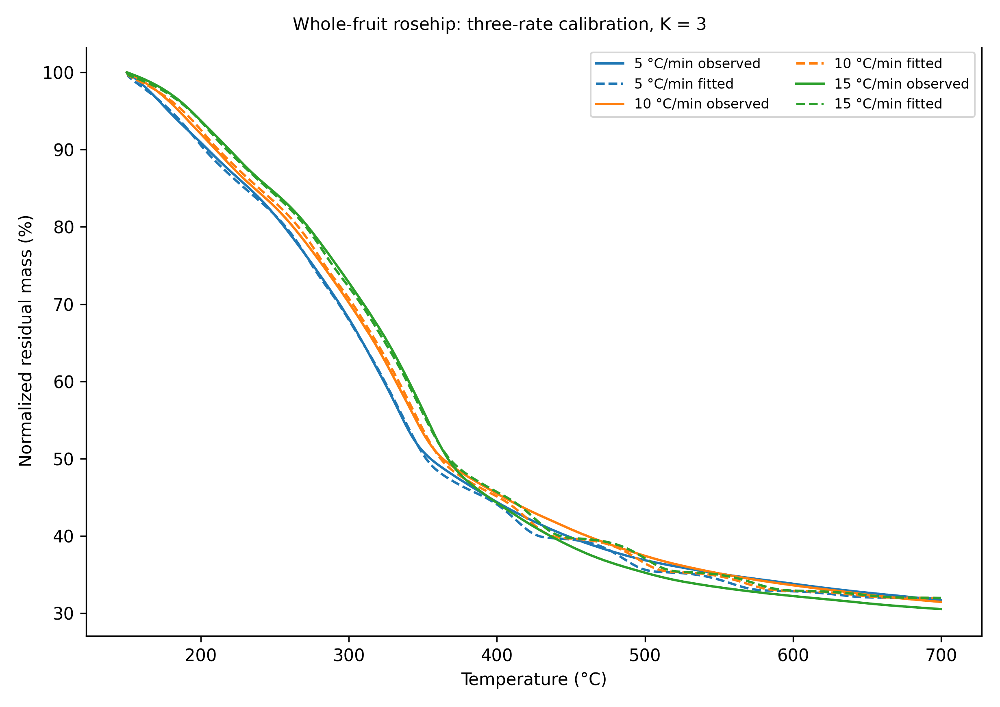 Whole-fruit rosehip: three-rate calibration, K = 3
5 °C/min observed
5 °C/min fitted
10 °C/min observed
10 °C/min fitted
15 °C/min observed
15 °C/min fitted
Normalized residual mass (%)
100
90
80
70
60
50
40
30
200 300 400 500 600 700
Temperature (°C)